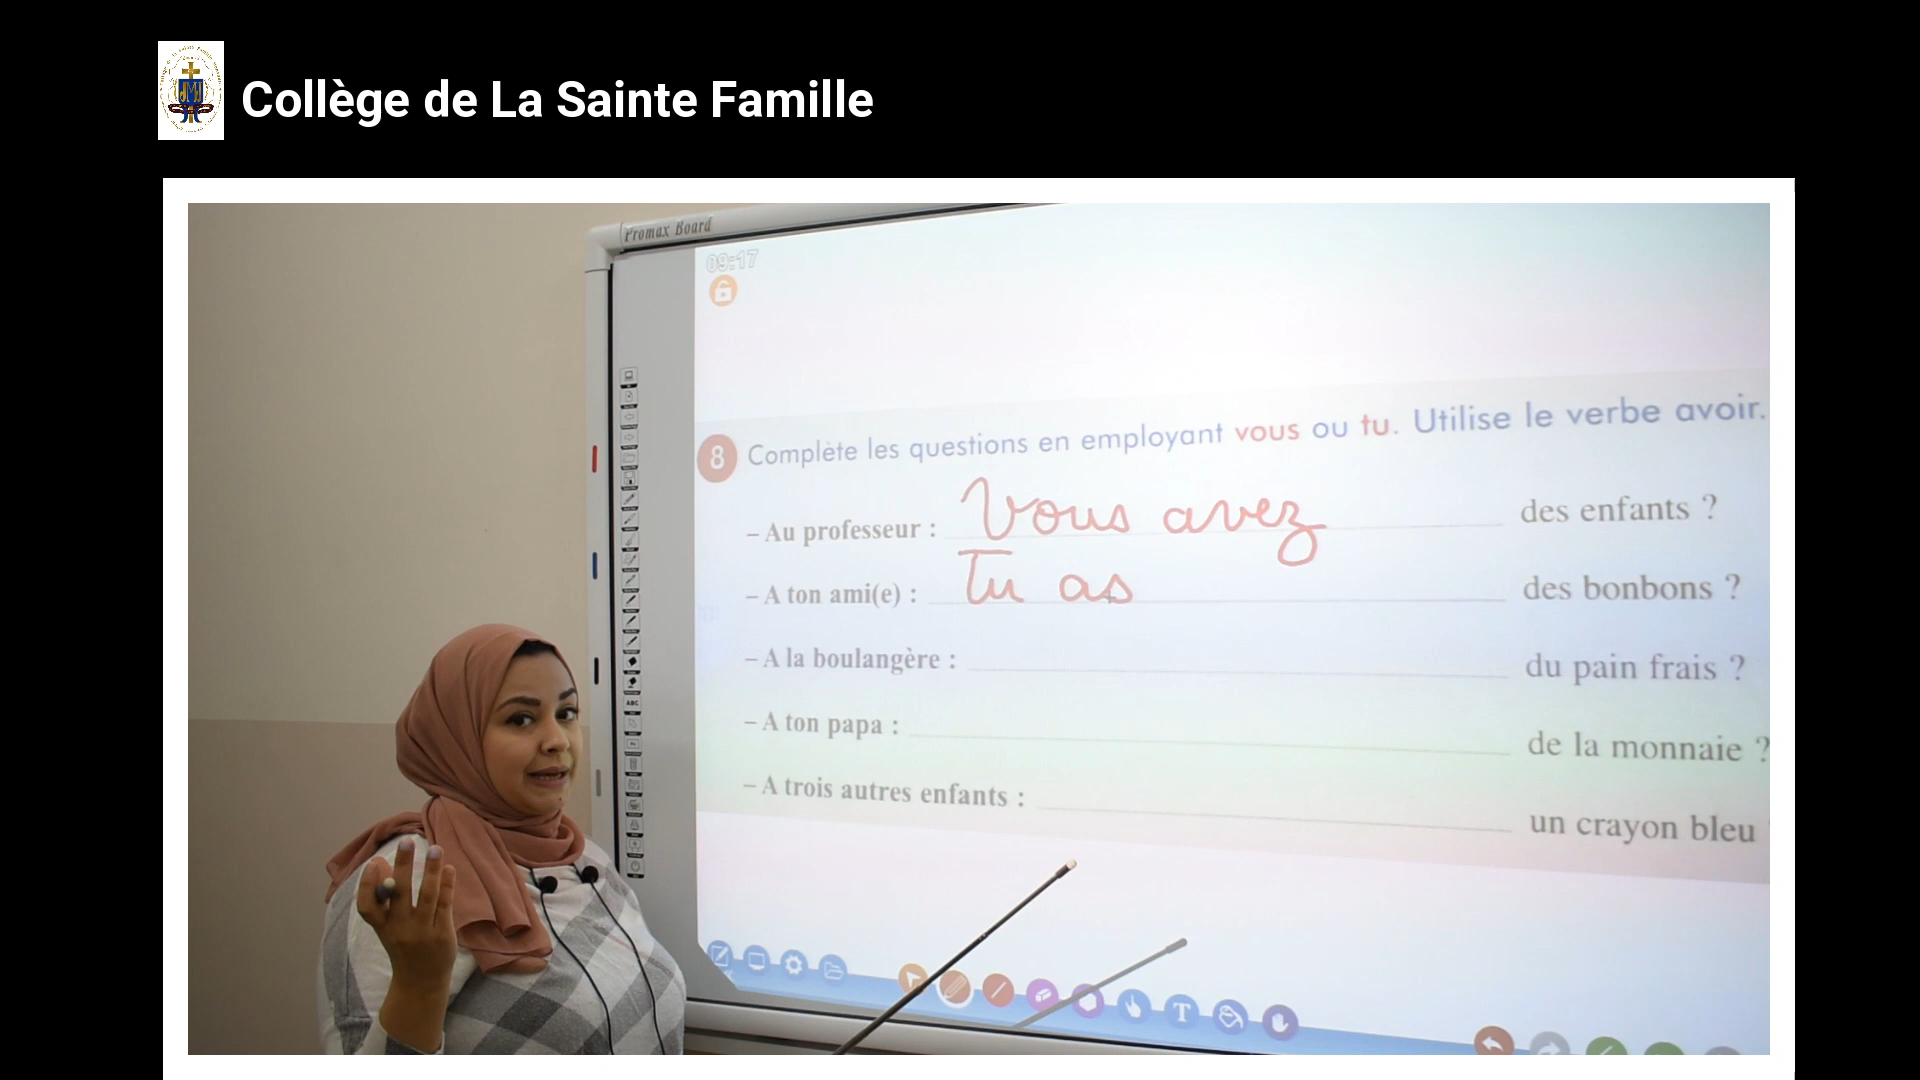 Collège de La Sainte Famille
Promax Board
09:17
8 Complète les questions en employant vous ou tu. Utilise le verbe avoir.
– Au professeur : Vous avez des enfants ?
– A ton ami(e) : Tu as des bonbons ?
– A la boulangère : du pain frais ?
– A ton papa : de la monnaie ?
– A trois autres enfants : un crayon bleu
ABC
T